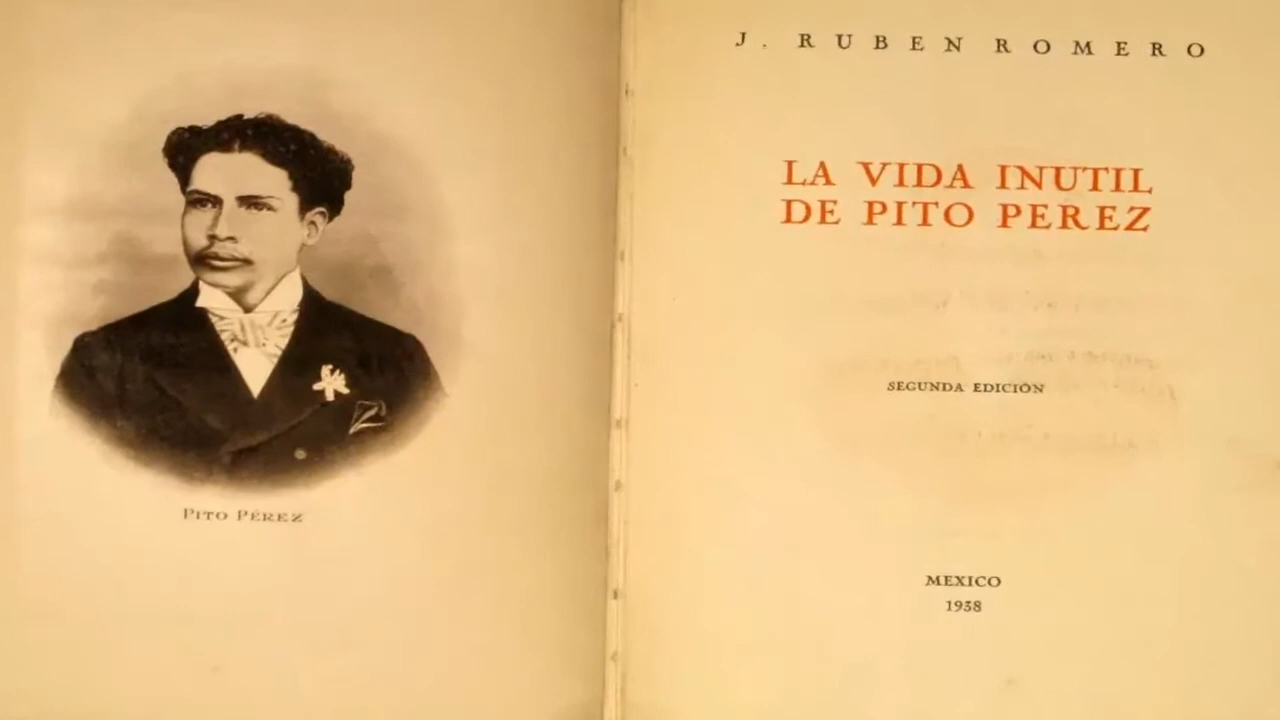 PITO PÉREZ
J. RUBEN ROMERO
LA VIDA INUTIL
DE PITO PEREZ
SEGUNDA EDICIÓN
MEXICO
1938